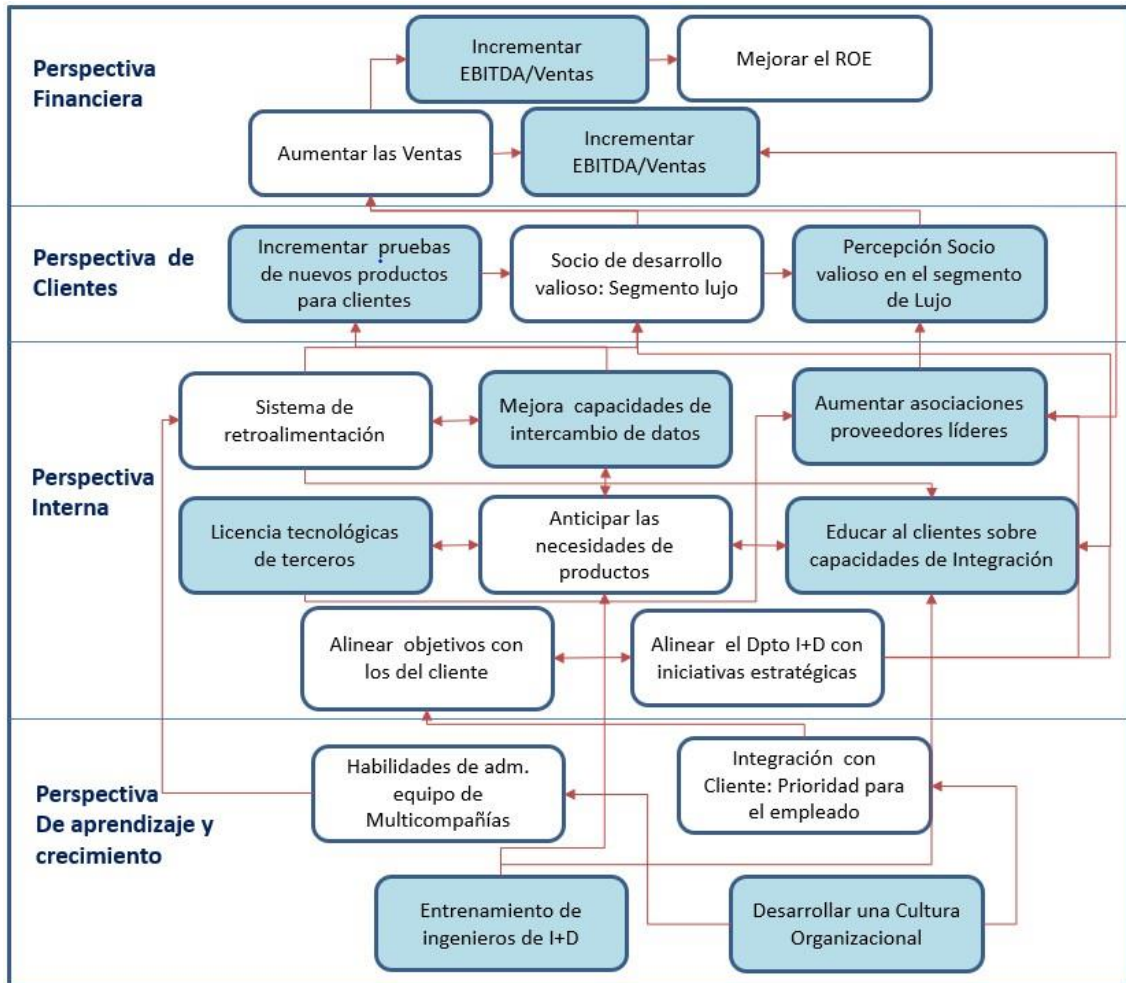 Perspectiva
Financiera
Incrementar
EBITDA/Ventas
Mejorar el ROE
Aumentar las Ventas
Incrementar
EBITDA/Ventas
Perspectiva de
Clientes
Incrementar pruebas
de nuevos productos
para clientes
Socio de desarrollo
valioso: Segmento lujo
Percepción Socio
valioso en el segmento
de Lujo
Perspectiva
Interna
Sistema de
retroalimentación
Mejora capacidades de
intercambio de datos
Aumentar asociaciones
proveedores líderes
Licencia tecnológicas
de terceros
Anticipar las
necesidades de
productos
Educar al clientes sobre
capacidades de Integración
Alinear objetivos con
los del cliente
Alinear el Dpto I+D con
iniciativas estratégicas
Perspectiva
De aprendizaje y
crecimiento
Habilidades de adm.
equipo de
Multicompañías
Integración con
Cliente: Prioridad para
el empleado
Entrenamiento de
ingenieros de I+D
Desarrollar una Cultura
Organizacional